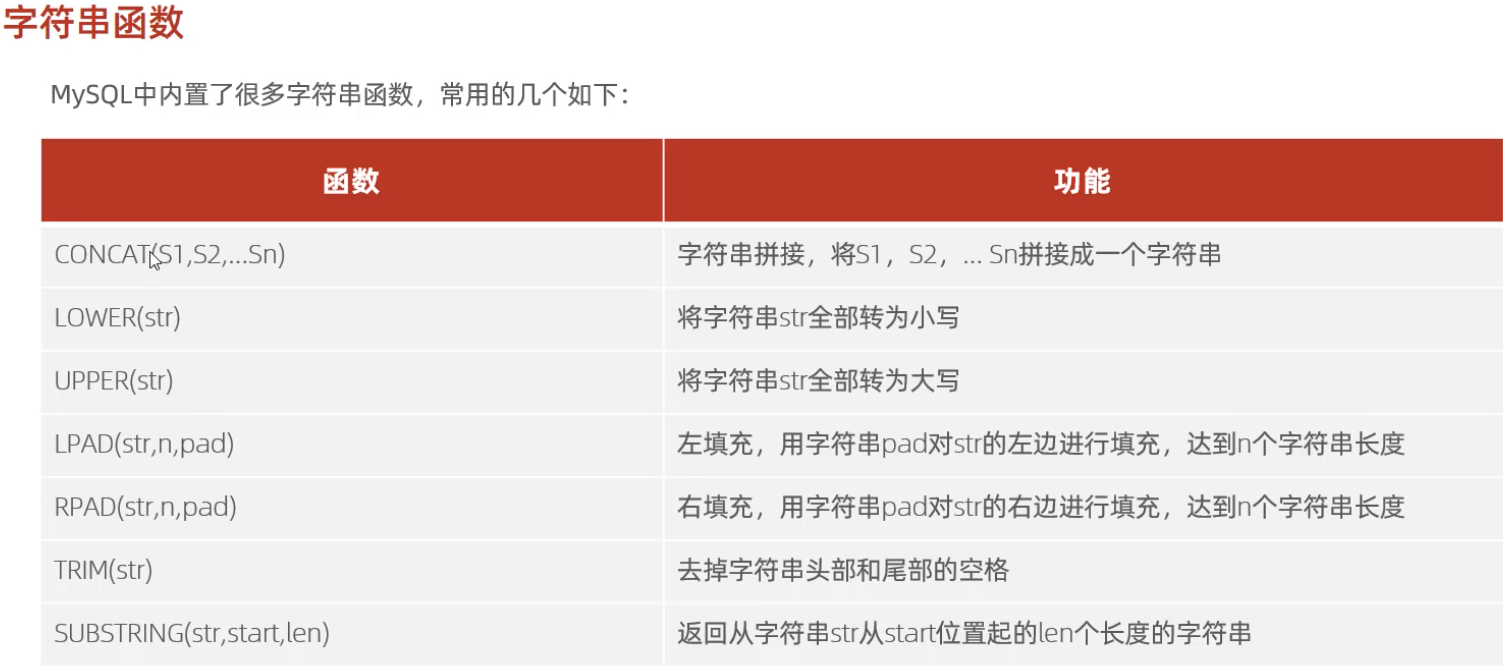 字符串函数
MySQL中内置了很多字符串函数，常用的几个如下：
函数 功能
CONCAT(S1,S2,...Sn) 字符串拼接，将S1，S2，... Sn拼接成一个字符串
LOWER(str) 将字符串str全部转为小写
UPPER(str) 将字符串str全部转为大写
LPAD(str,n,pad) 左填充，用字符串pad对str的左边进行填充，达到n个字符串长度
RPAD(str,n,pad) 右填充，用字符串pad对str的右边进行填充，达到n个字符串长度
TRIM(str) 去掉字符串头部和尾部的空格
SUBSTRING(str,start,len) 返回从字符串str从start位置起的len个长度的字符串